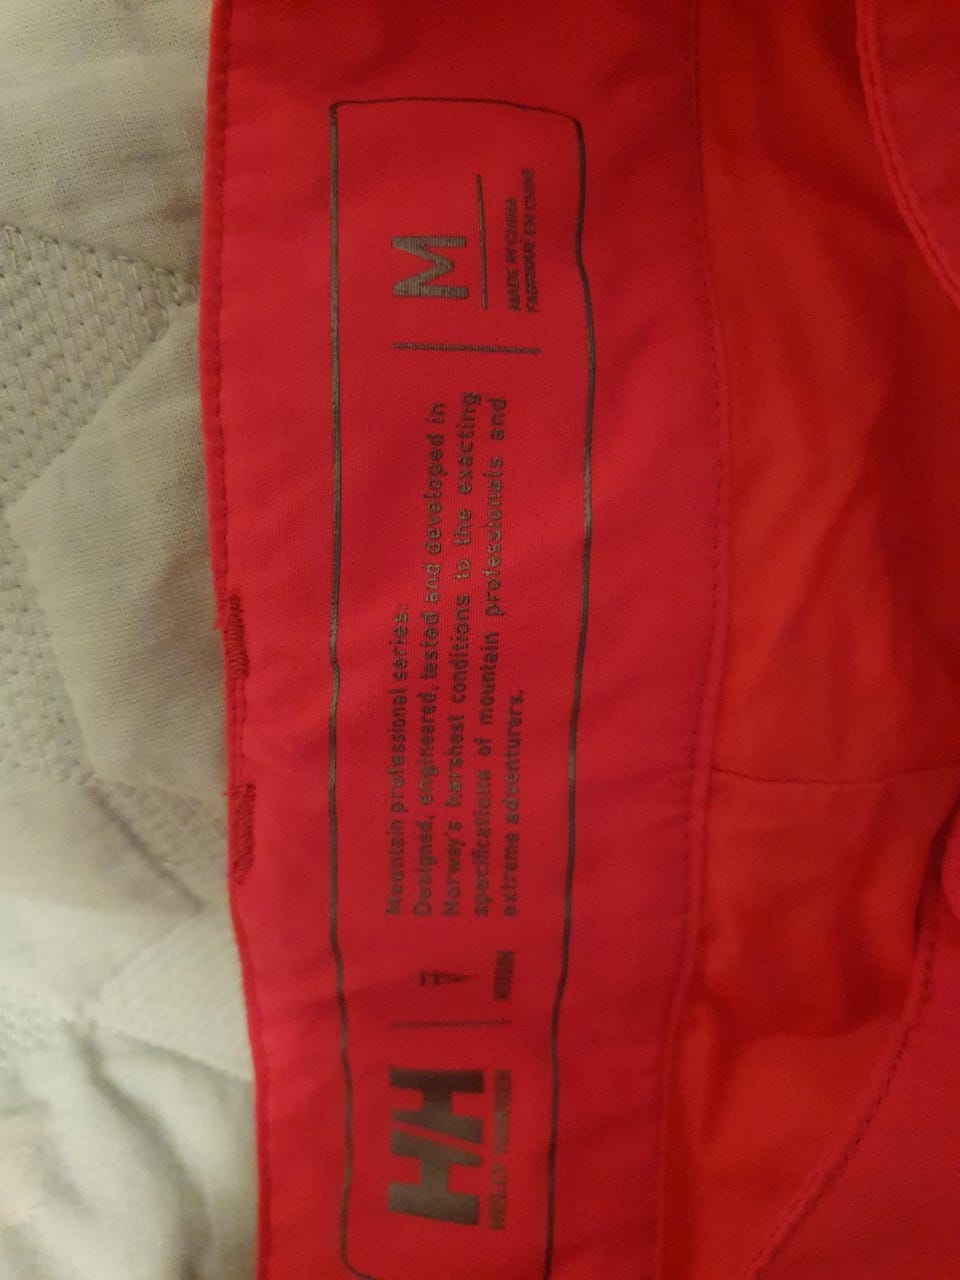 HH
HELLY HANSEN
Mountain professional series:
Designed, engineered, tested and developed in
Norway's harshest conditions to the exacting
specifications of mountain professionals and
extreme adventurers.
M
MADE IN CHINA
FABRIQUE EN CHINE